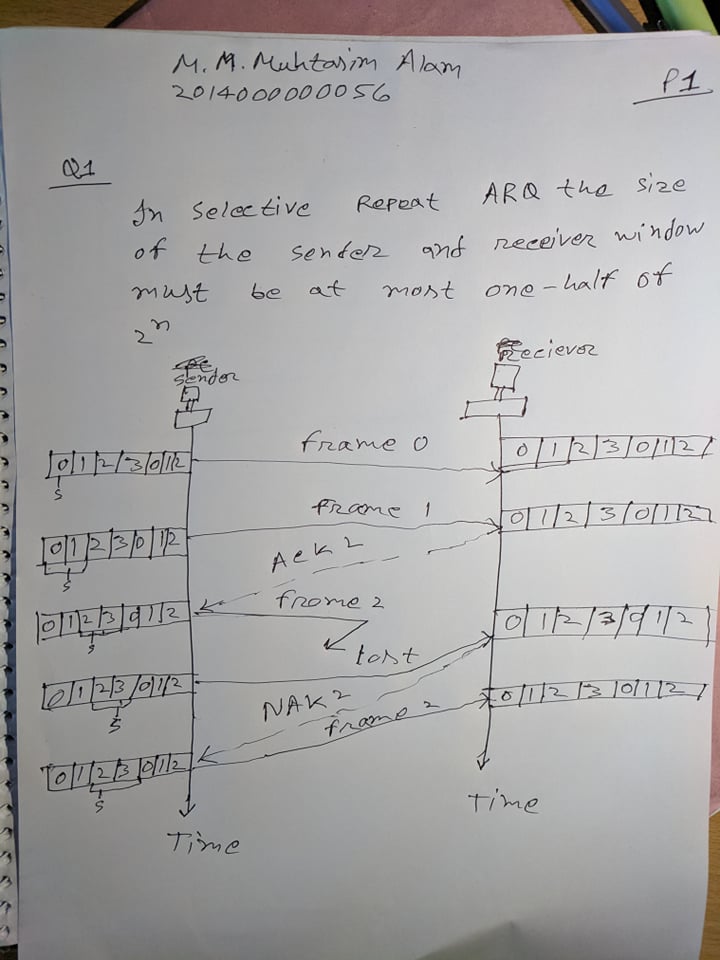 M. M. Muhtasim Alam
2014000000056
P1
Q1
In Selective Repeat ARQ the size
of the sender and receiver window
must be at most one-half of
2ⁿ
Sender
Recievor
0 1 2 3 0 1 2
S
frame 0
0 1 2 3 0 1 2
0 1 2 3 0 1 2
S
frame 1
0 1 2 3 0 1 2
Ack 2
0 1 2 3 0 1 2
S
frome 2
lost
0 1 2 3 0 1 2
0 1 2 3 0 1 2
S
NAK 2
frame 2
0 1 2 3 0 1 2
0 1 2 3 0 1 2
S
Time
Time